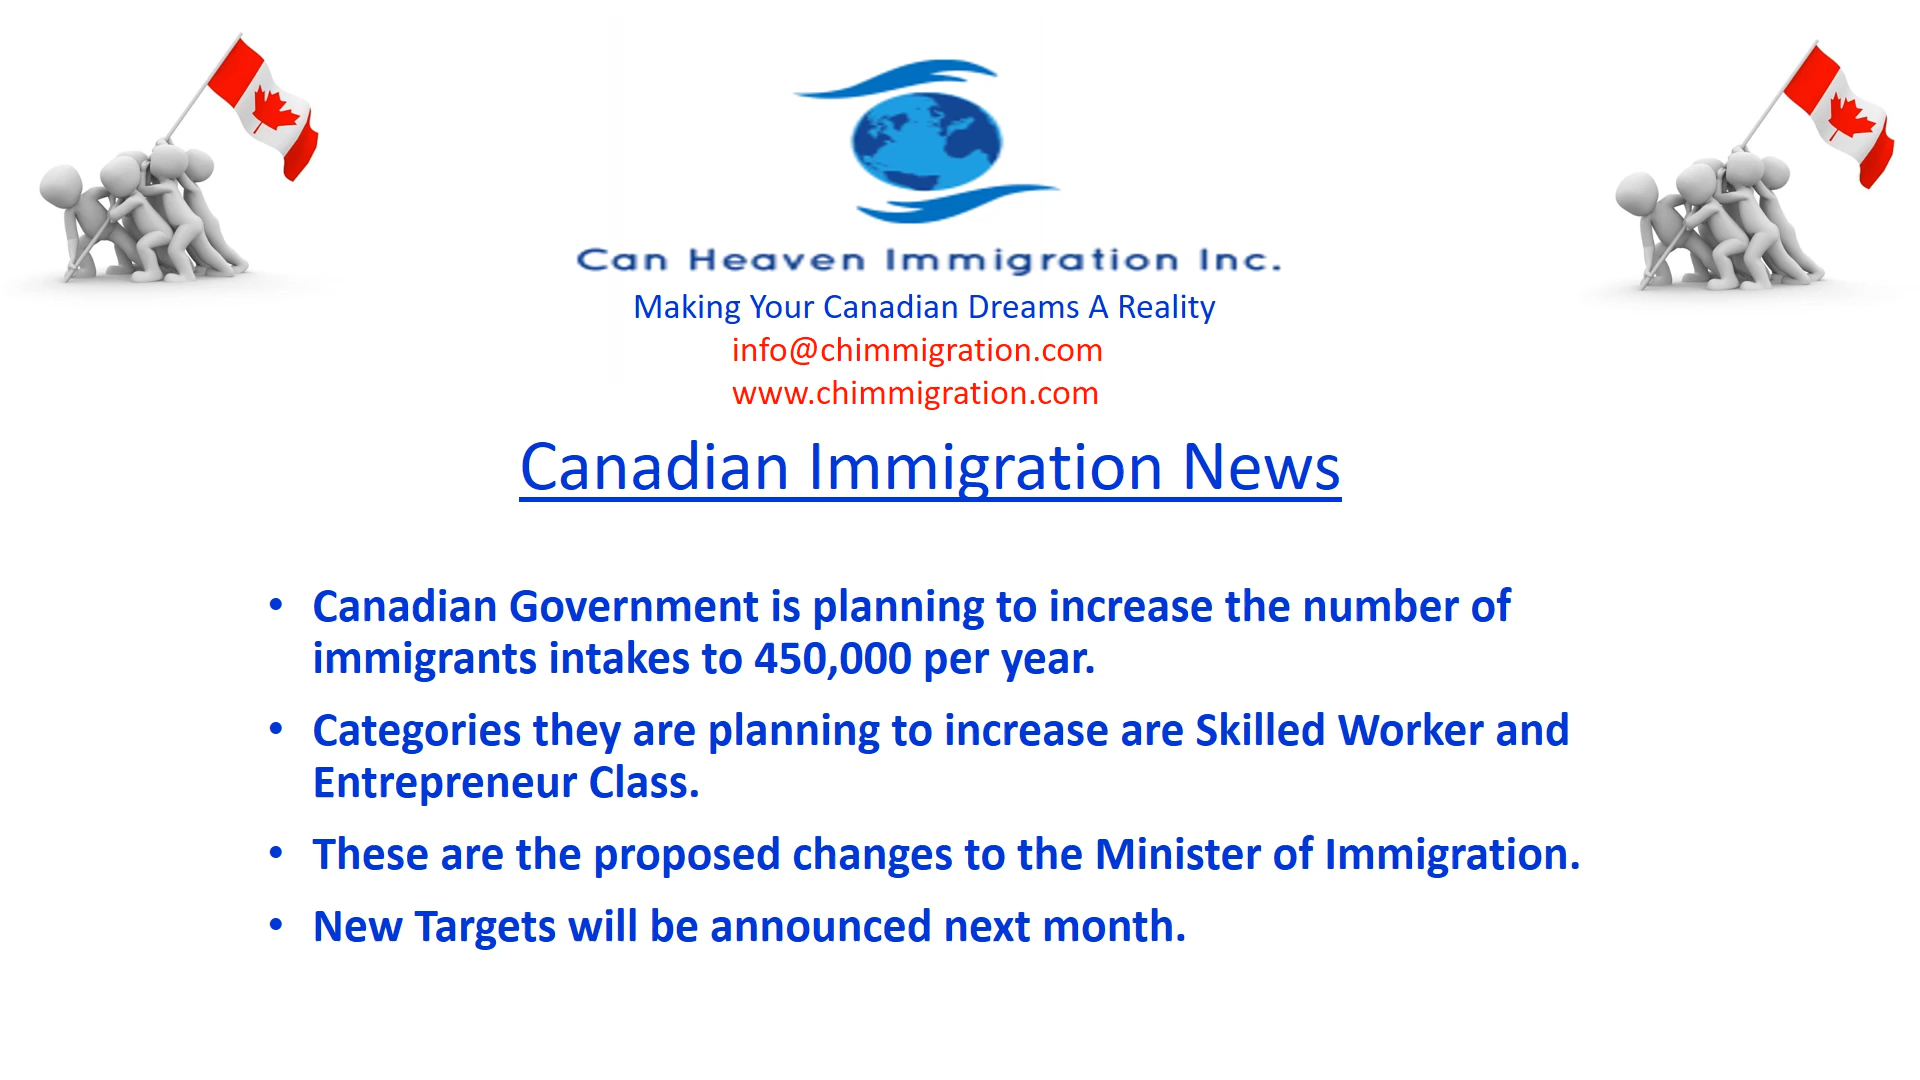 Can Heaven Immigration Inc.
Making Your Canadian Dreams A Reality
info@chimmigration.com
www.chimmigration.com
Canadian Immigration News
• Canadian Government is planning to increase the number of
immigrants intakes to 450,000 per year.
• Categories they are planning to increase are Skilled Worker and
Entrepreneur Class.
• These are the proposed changes to the Minister of Immigration.
• New Targets will be announced next month.